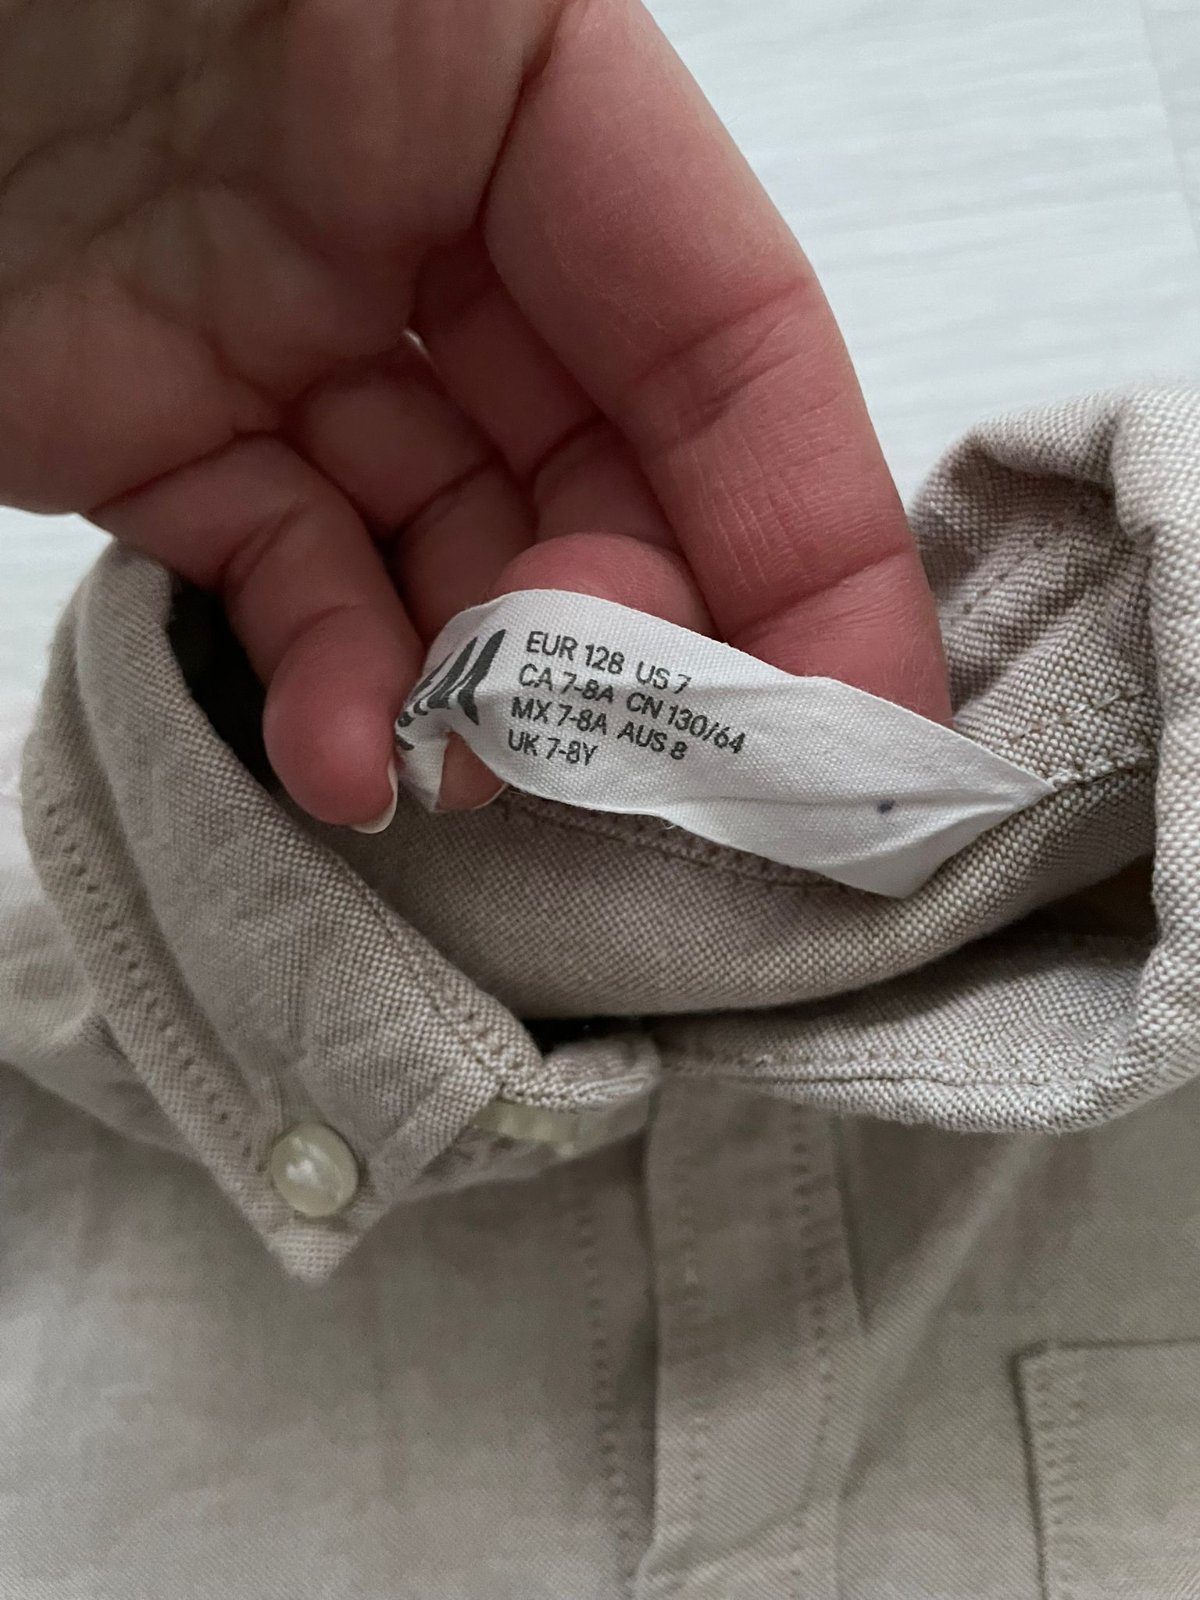 EUR 128 US 7
CA 7-8A CN 130/64
MX 7-8A AUS 8
UK 7-8Y